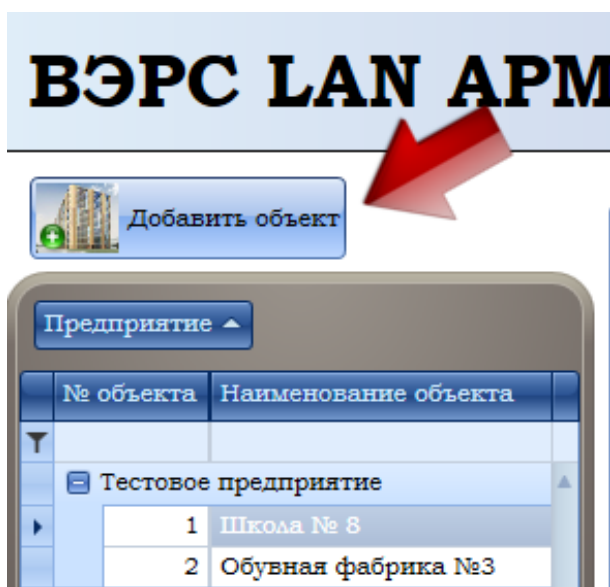 ВЭРС LAN АРМ
Добавить объект
Предприятие
№ объекта Наименование объекта
Тестовое предприятие
1 Школа № 8
2 Обувная фабрика №3